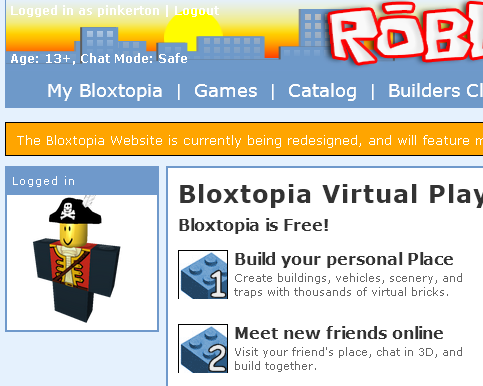 Logged in as pinkerton | Logout
Age: 13+, Chat Mode: Safe
My Bloxtopia | Games | Catalog | Builders Cl
The Bloxtopia Website is currently being redesigned, and will feature m
Logged in
Bloxtopia Virtual Play
Bloxtopia is Free!
1
Build your personal Place
Create buildings, vehicles, scenery, and
traps with thousands of virtual bricks.
2
Meet new friends online
Visit your friend's place, chat in 3D, and
build together.